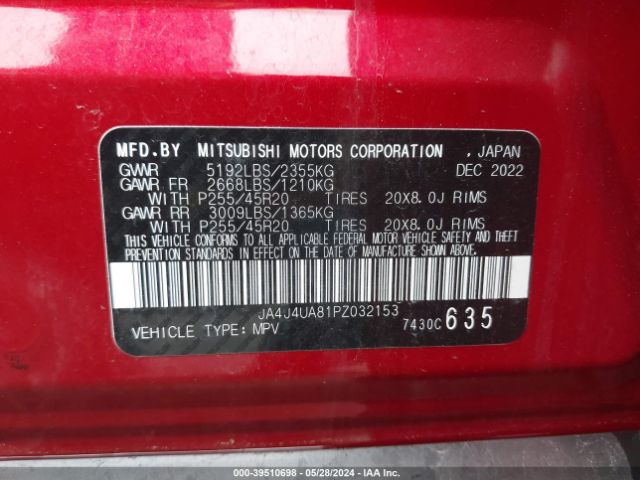 MFD.BY MITSUBISHI MOTORS CORPORATION , JAPAN
GVWR 5192LBS/2355KG DEC 2022
GAWR FR 2668LBS/1210KG
WITH P255/45R20 TIRES 20X8.0J RIMS
GAWR RR 3009LBS/1365KG
WITH P255/45R20 TIRES 20X8.0J RIMS
THIS VEHICLE CONFORMS TO ALL APPLICABLE FEDERAL MOTOR VEHICLE SAFETY AND THEFT
PREVENTION STANDARDS IN EFFECT ON THE DATE OF MANUFACTURE SHOWN ABOVE.
JA4J4UA81PZ032153
VEHICLE TYPE: MPV 7430C 635
000-39510698 - 05/28/2024 - IAA Inc.